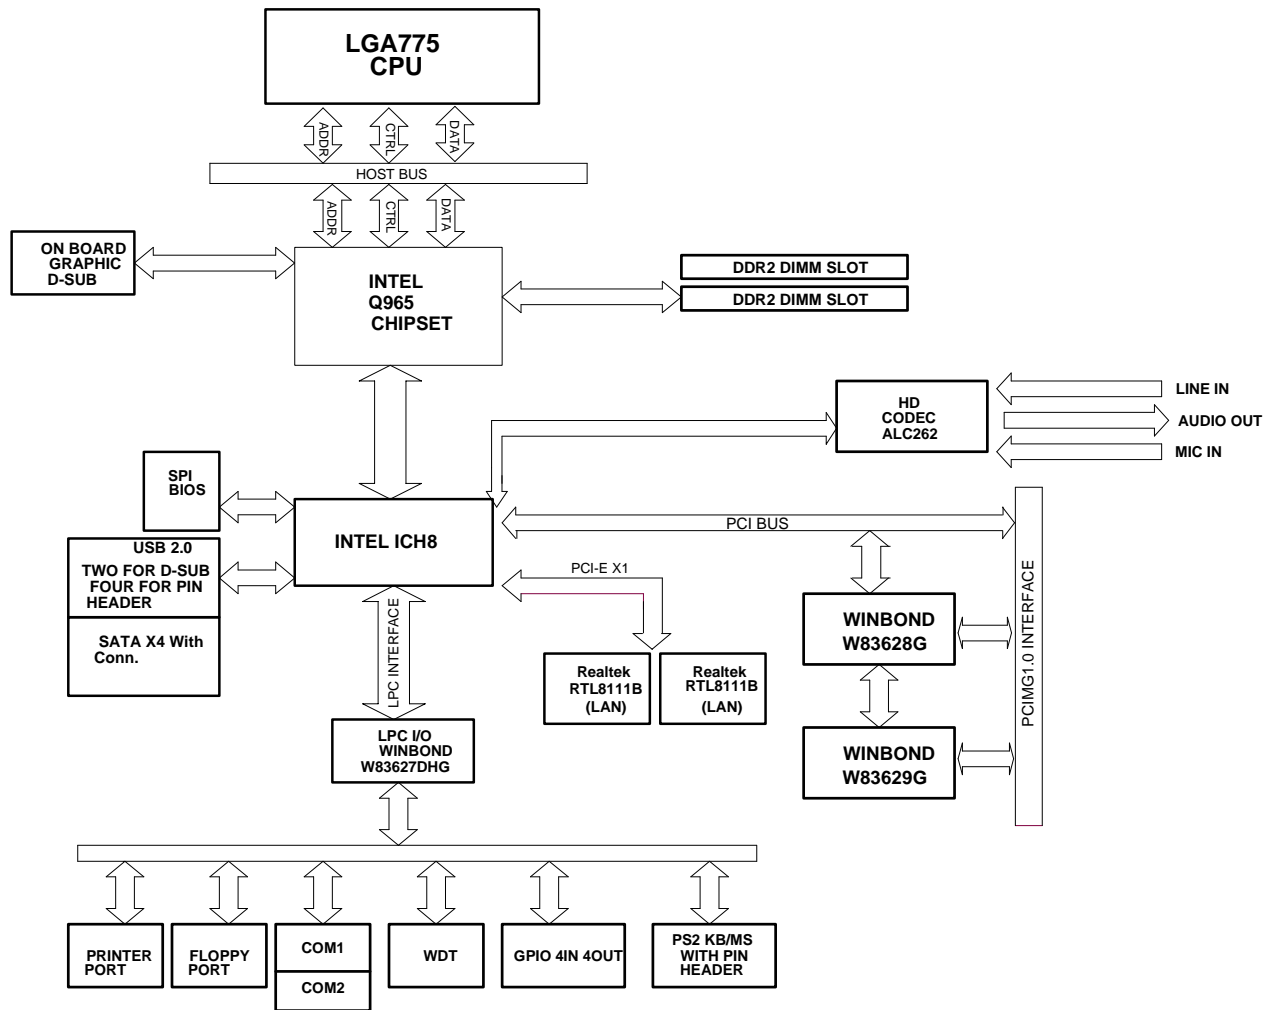 LGA775
CPU
ADDR
CTRL
DATA
HOST BUS
ADDR
CTRL
DATA
ON BOARD
GRAPHIC
D-SUB
INTEL
Q965
CHIPSET
DDR2 DIMM SLOT
DDR2 DIMM SLOT
HD
CODEC
ALC262
LINE IN
AUDIO OUT
MIC IN
SPI
BIOS
INTEL ICH8
PCI BUS
USB 2.0
TWO FOR D-SUB
FOUR FOR PIN
HEADER
SATA X4 With
Conn.
LPC INTERFACE
PCI-E X1
Realtek
RTL8111B
(LAN)
Realtek
RTL8111B
(LAN)
WINBOND
W83628G
WINBOND
W83629G
PCIMG1.0 INTERFACE
LPC I/O
WINBOND
W83627DHG
PRINTER
PORT
FLOPPY
PORT
COM1
COM2
WDT
GPIO 4IN 4OUT
PS2 KB/MS
WITH PIN
HEADER